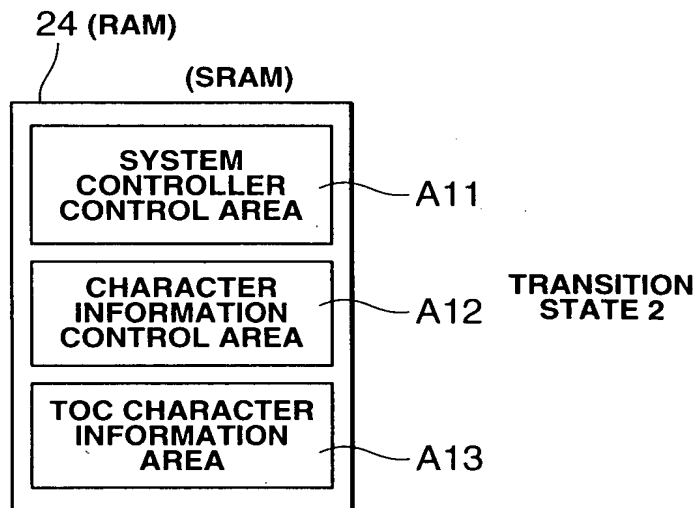 24 (RAM)
(SRAM)
SYSTEM
CONTROLLER
CONTROL AREA
A11
CHARACTER
INFORMATION
CONTROL AREA
A12
TRANSITION
STATE 2
TOC CHARACTER
INFORMATION
AREA
A13